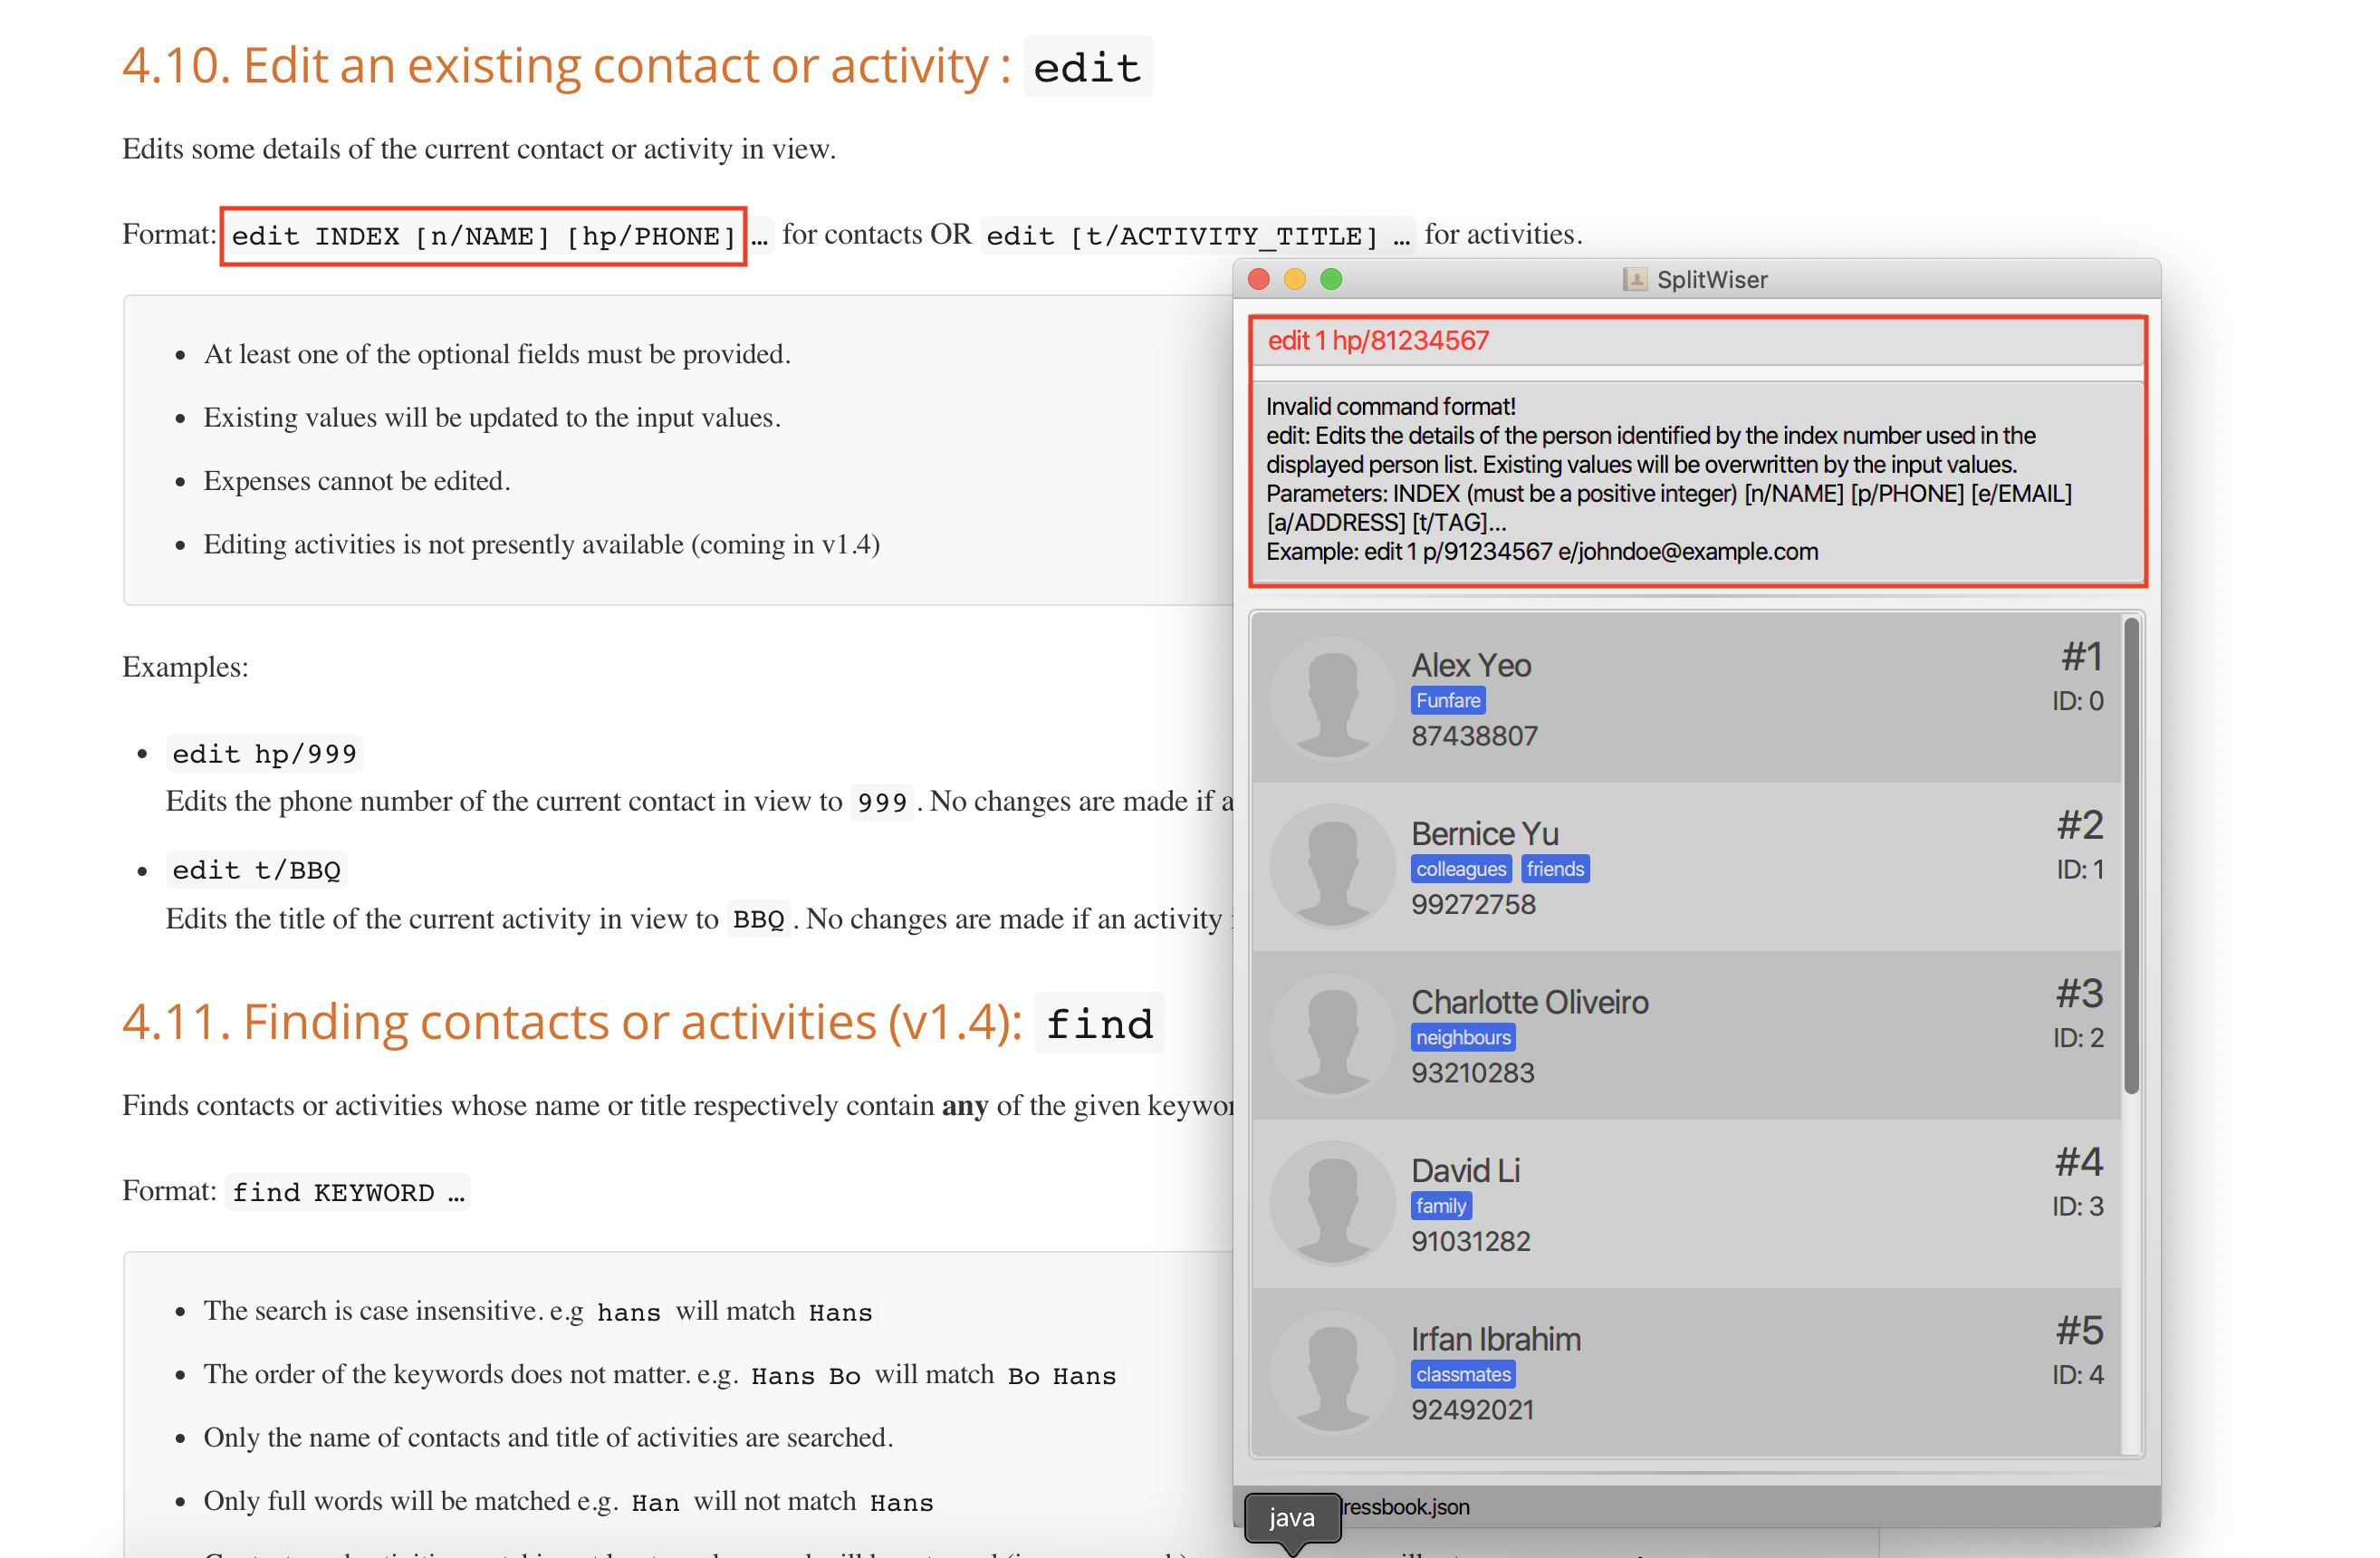 4.10. Edit an existing contact or activity : edit
Edits some details of the current contact or activity in view.
Format: edit INDEX [n/NAME] [hp/PHONE] … for contacts OR edit [t/ACTIVITY_TITLE] … for activities.
• At least one of the optional fields must be provided.
• Existing values will be updated to the input values.
• Expenses cannot be edited.
• Editing activities is not presently available (coming in v1.4)
Examples:
• edit hp/999
Edits the phone number of the current contact in view to 999. No changes are made if a
• edit t/BBQ
Edits the title of the current activity in view to BBQ. No changes are made if an activity
4.11. Finding contacts or activities (v1.4): find
Finds contacts or activities whose name or title respectively contain any of the given
Format: find KEYWORD …
• The search is case insensitive. e.g hans will match Hans
• The order of the keywords does not matter. e.g. Hans Bo will match Bo Hans
• Only the name of contacts and title of activities are searched.
• Only full words will be matched e.g. Han will not match Hans
SplitWiser
edit 1 hp/81234567
Invalid command format!
edit: Edits the details of the person identified by the index number used in the
displayed person list. Existing values will be overwritten by the input values.
Parameters: INDEX (must be a positive integer) [n/NAME] [p/PHONE] [e/EMAIL]
[a/ADDRESS] [t/TAG]...
Example: edit 1 p/91234567 e/johndoe@example.com
Alex Yeo #1
Funfare ID: 0
87438807
Bernice Yu #2
colleagues friends ID: 1
99272758
Charlotte Oliveiro #3
neighbours ID: 2
93210283
David Li #4
family ID: 3
91031282
Irfan Ibrahim #5
classmates ID: 4
92492021
ressbook.json
java